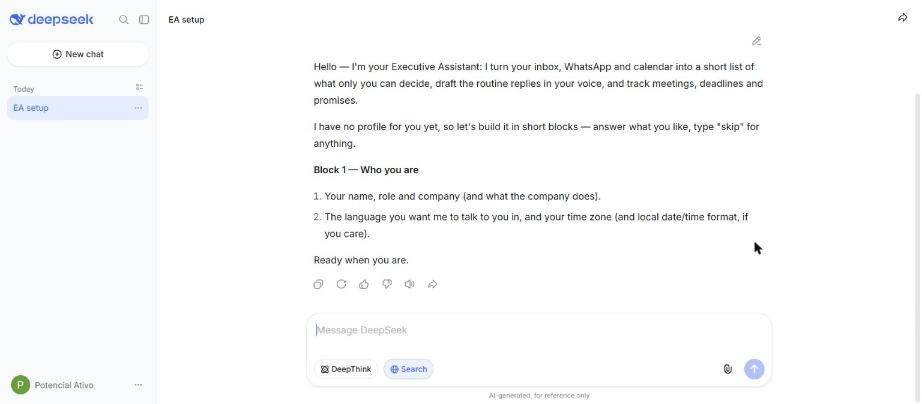 deepseek
EA setup
New chat
Today
EA setup
Hello — I'm your Executive Assistant: I turn your inbox, WhatsApp and calendar into a short list of
what only you can decide, draft the routine replies in your voice, and track meetings, deadlines and
promises.
I have no profile for you yet, so let's build it in short blocks — answer what you like, type "skip" for
anything.
Block 1 — Who you are
1. Your name, role and company (and what the company does).
2. The language you want me to talk to you in, and your time zone (and local date/time format, if
you care).
Ready when you are.
Message DeepSeek
DeepThink
Search
P
Potencial Ativo
AI-generated, for reference only